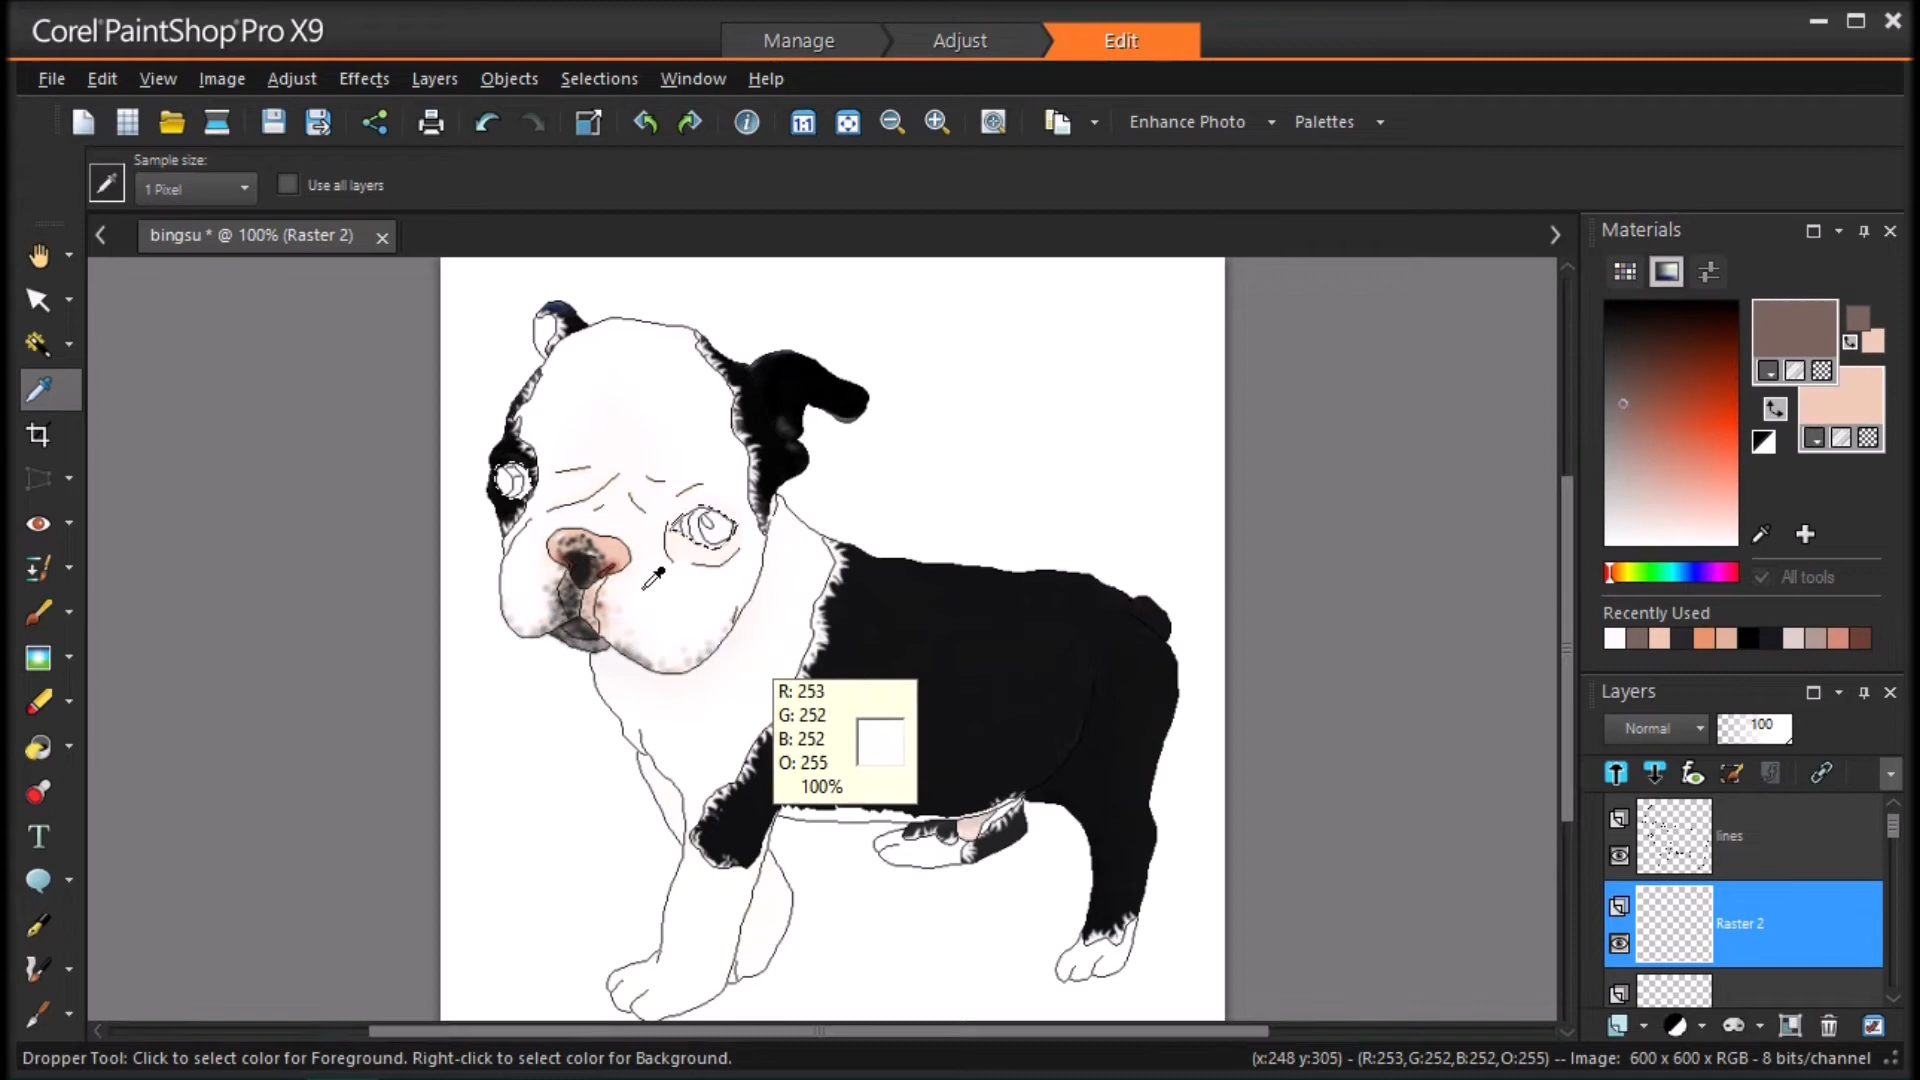 Corel PaintShop Pro X9
Manage Adjust Edit
File Edit View Image Adjust Effects Layers Objects Selections Window Help
1:1 Enhance Photo Palettes
Sample size:
1 Pixel Use all layers
bingsu * @ 100% (Raster 2)
Materials
All tools
Recently Used
R: 253
G: 252
B: 252
O: 255
100%
Layers
Normal 100
lines
Raster 2
Dropper Tool: Click to select color for Foreground. Right-click to select color for Background.
(x:248 y:305) - (R:253,G:252,B:252,O:255) -- Image: 600 x 600 x RGB - 8 bits/channel